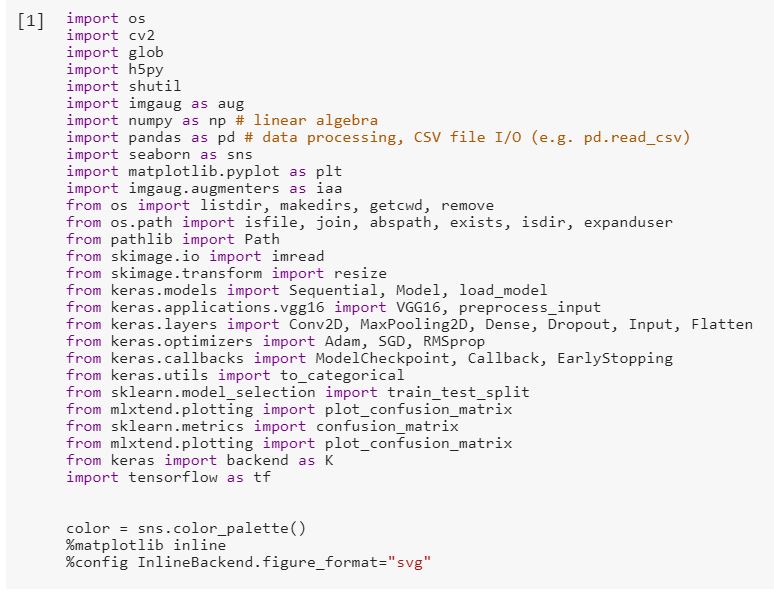 [1] import os
import cv2
import glob
import h5py
import shutil
import imgaug as aug
import numpy as np # linear algebra
import pandas as pd # data processing, CSV file I/O (e.g. pd.read_csv)
import seaborn as sns
import matplotlib.pyplot as plt
import imgaug.augmenters as iaa
from os import listdir, makedirs, getcwd, remove
from os.path import isfile, join, abspath, exists, isdir, expanduser
from pathlib import Path
from skimage.io import imread
from skimage.transform import resize
from keras.models import Sequential, Model, load_model
from keras.applications.vgg16 import VGG16, preprocess_input
from keras.layers import Conv2D, MaxPooling2D, Dense, Dropout, Input, Flatten
from keras.optimizers import Adam, SGD, RMSprop
from keras.callbacks import ModelCheckpoint, Callback, EarlyStopping
from keras.utils import to_categorical
from sklearn.model_selection import train_test_split
from mlxtend.plotting import plot_confusion_matrix
from sklearn.metrics import confusion_matrix
from mlxtend.plotting import plot_confusion_matrix
from keras import backend as K
import tensorflow as tf
color = sns.color_palette()
%matplotlib inline
%config InlineBackend.figure_format="svg"